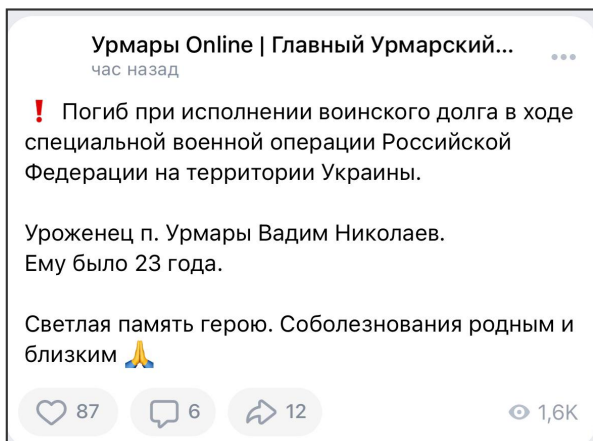 Урмары Online | Главный Урмарский...
час назад
❗ Погиб при исполнении воинского долга в ходе
специальной военной операции Российской
Федерации на территории Украины.
Уроженец п. Урмары Вадим Николаев.
Ему было 23 года.
Светлая память герою. Соболезнования родным и
близким 🙏
87 6 12 1,6K